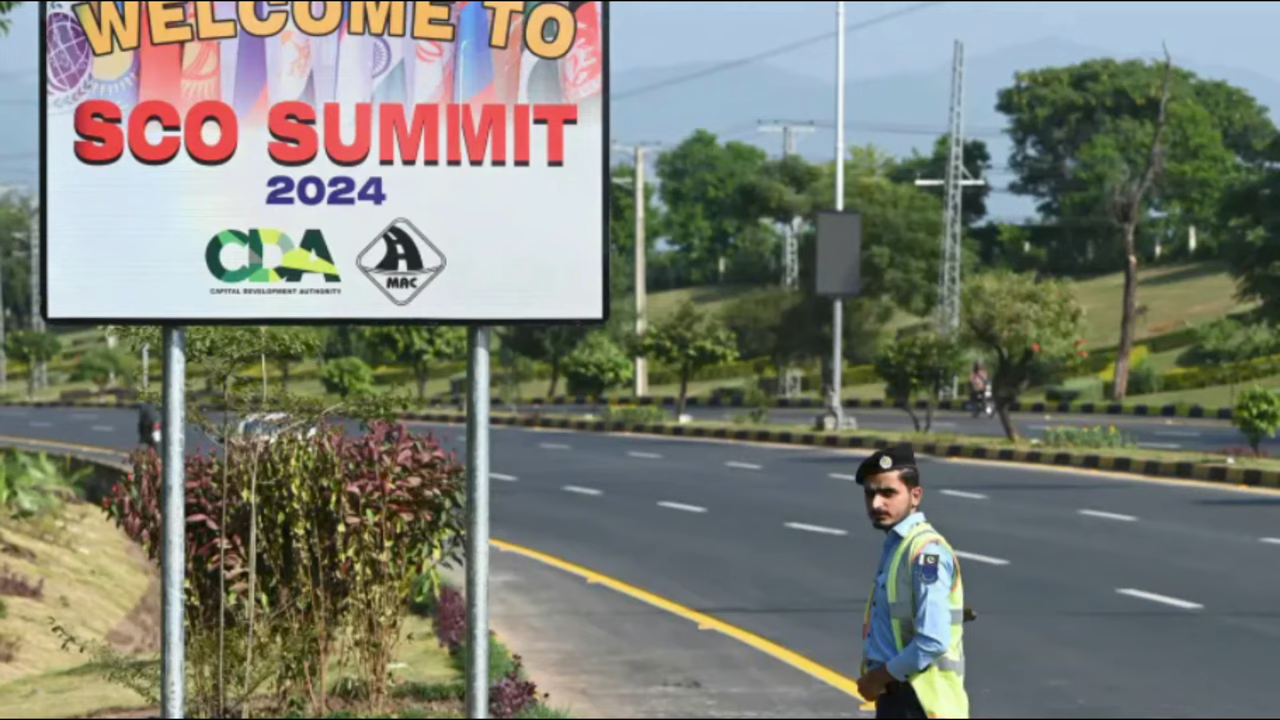 WELCOME TO
SCO SUMMIT
2024
CDA
CAPITAL DEVELOPMENT AUTHORITY
MAC